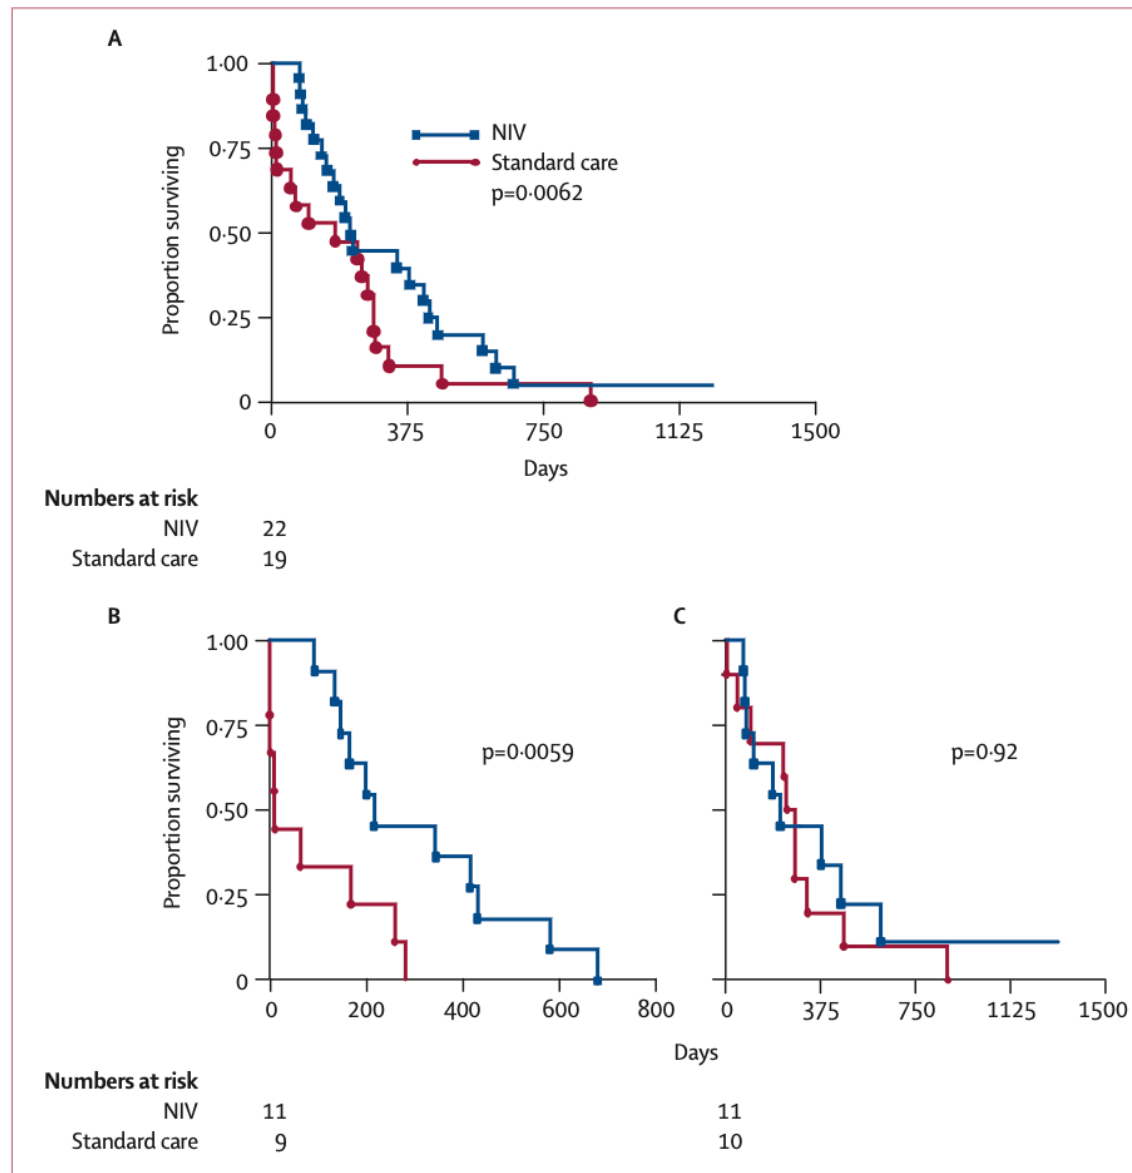 A
1·00
0·75
0·50
0·25
0
Proportion surviving
NIV
Standard care
p=0·0062
0 375 750 1125 1500
Days
Numbers at risk
NIV 22
Standard care 19
B
1·00
0·75
0·50
0·25
0
Proportion surviving
p=0·0059
0 200 400 600 800
C
p=0·92
0 375 750 1125 1500
Days
Numbers at risk
NIV 11 11
Standard care 9 10